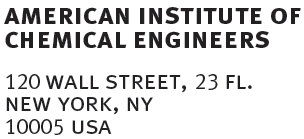 AMERICAN INSTITUTE OF
CHEMICAL ENGINEERS
120 WALL STREET, 23 FL.
NEW YORK, NY
10005 USA